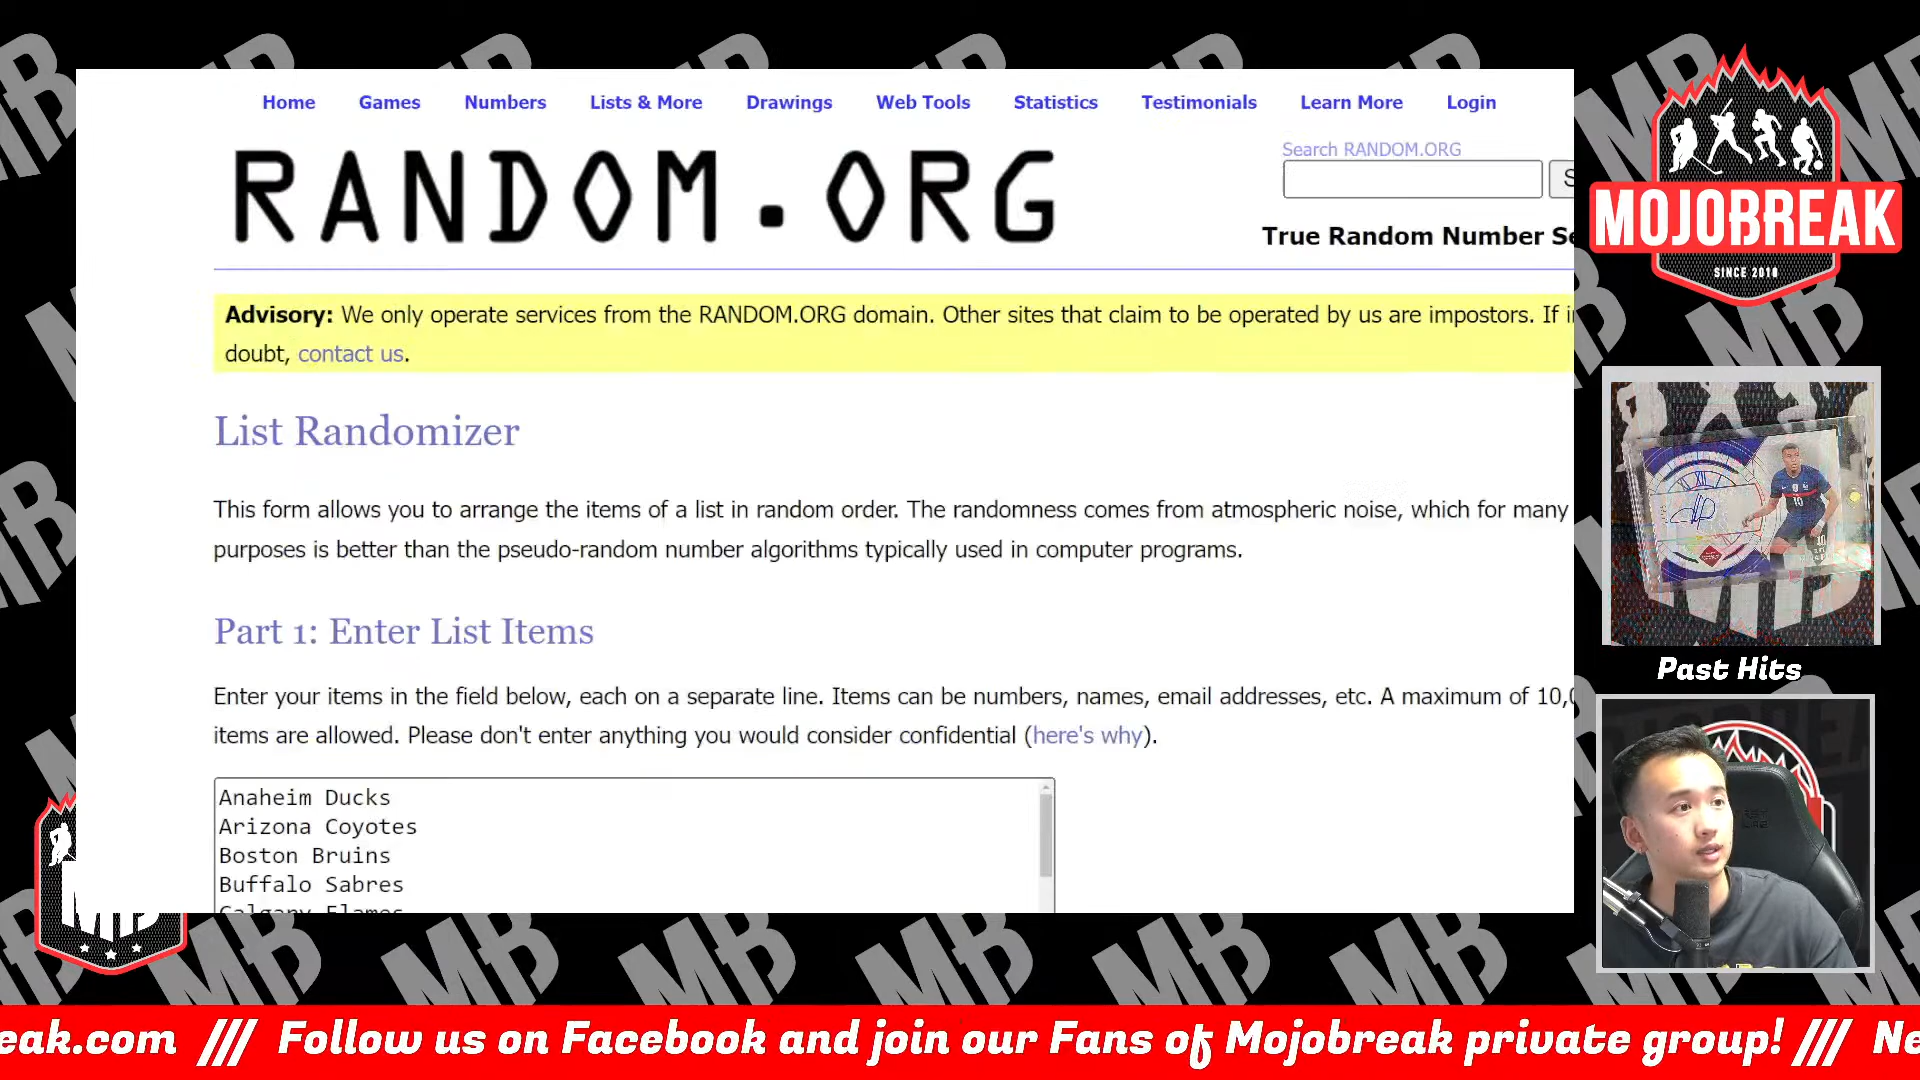 Home Games Numbers Lists & More Drawings Web Tools Statistics Testimonials Learn More Login
RANDOM.ORG
Search RANDOM.ORG
True Random Number
Advisory: We only operate services from the RANDOM.ORG domain. Other sites that claim to be operated by us are impostors. If
doubt, contact us.
List Randomizer
This form allows you to arrange the items of a list in random order. The randomness comes from atmospheric noise, which for many
purposes is better than the pseudo-random number algorithms typically used in computer programs.
Part 1: Enter List Items
Enter your items in the field below, each on a separate line. Items can be numbers, names, email addresses, etc. A maximum of
items are allowed. Please don't enter anything you would consider confidential (here's why).
Anaheim Ducks
Arizona Coyotes
Boston Bruins
Buffalo Sabres
Calgary Flames
MOJOBREAK
SINCE 2010
Past Hits
eak.com /// Follow us on Facebook and join our Fans of Mojobreak private group! /// Ne